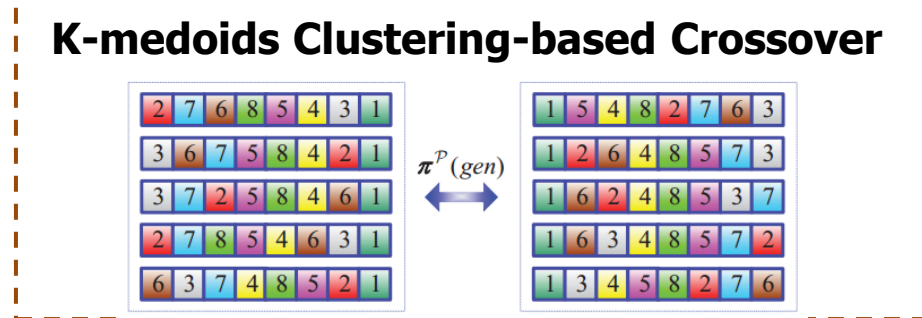 K-medoids Clustering-based Crossover
2 7 6 8 5 4 3 1
3 6 7 5 8 4 2 1
3 7 2 5 8 4 6 1
2 7 8 5 4 6 3 1
6 3 7 4 8 5 2 1
π^P (gen)
1 5 4 8 2 7 6 3
1 2 6 4 8 5 7 3
1 6 2 4 8 5 3 7
1 6 3 4 8 5 7 2
1 3 4 5 8 2 7 6